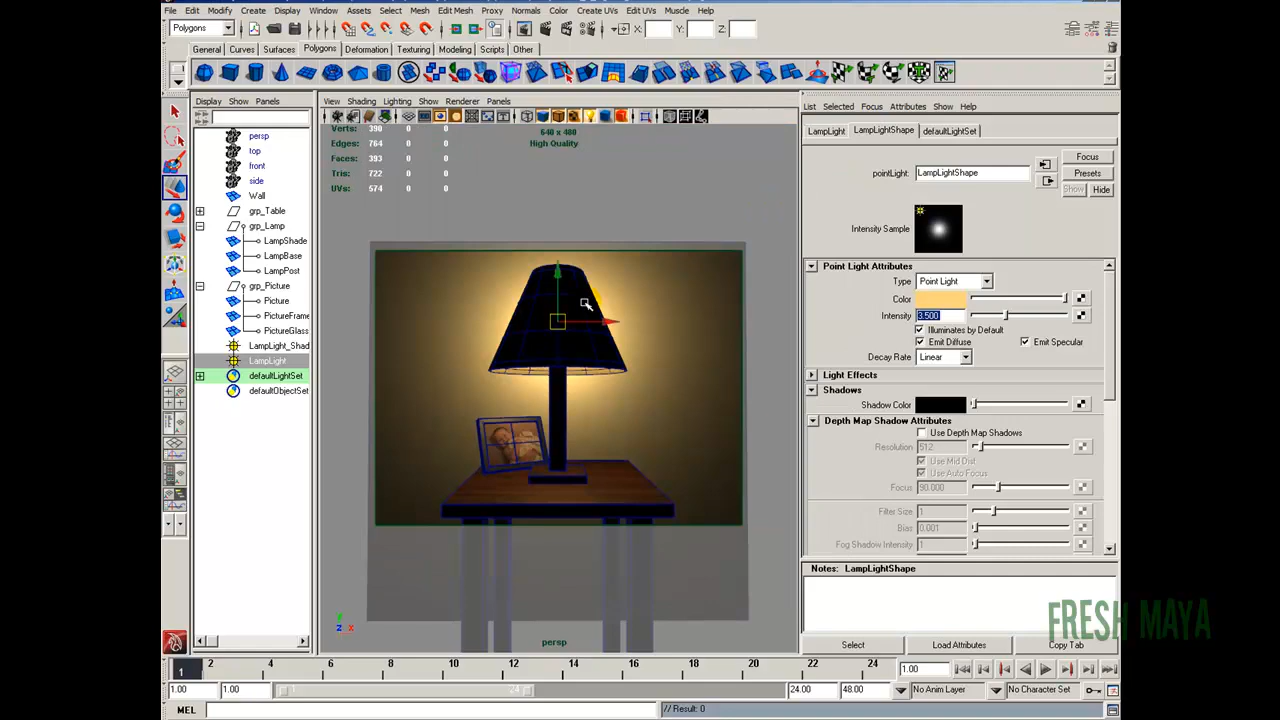 File Edit Modify Create Display Window Assets Select Mesh Edit Mesh Proxy Normals Color Create UVs Edit UVs Muscle Help
Polygons X: Y: Z:
General Curves Surfaces Polygons Deformation Texturing Modeling Scripts Other
Display Show Panels
View Shading Lighting Show Renderer Panels
List Selected Focus Attributes Show Help
persp
top
front
side
Wall
grp_Table
grp_Lamp
LampShade
LampBase
LampPost
grp_Picture
Picture
PictureFrame
PictureGlass
LampLight_Shad
LampLight
defaultLightSet
defaultObjectSet
Verts: 390 0 0
Edges: 764 0 0
Faces: 393 0 0
Tris: 722 0 0
UVs: 574 0 0
640 x 480
High Quality
persp
LampLight LampLightShape defaultLightSet
pointLight: LampLightShape
Focus
Presets
Show Hide
Intensity Sample
Point Light Attributes
Type Point Light
Color
Intensity 3.500
Illuminates by Default
Emit Diffuse Emit Specular
Decay Rate Linear
Light Effects
Shadows
Shadow Color
Depth Map Shadow Attributes
Use Depth Map Shadows
Resolution 512
Use Mid Dist
Use Auto Focus
Focus 90.000
Filter Size 1
Bias 0.001
Fog Shadow Intensity 1
Notes: LampLightShape
FRESH MAYA
Select Load Attributes Copy Tab
1 2 4 6 8 10 12 14 16 18 20 22 24 1.00
1.00 1.00 24 24.00 48.00 No Anim Layer No Character Set
MEL // Result: 0